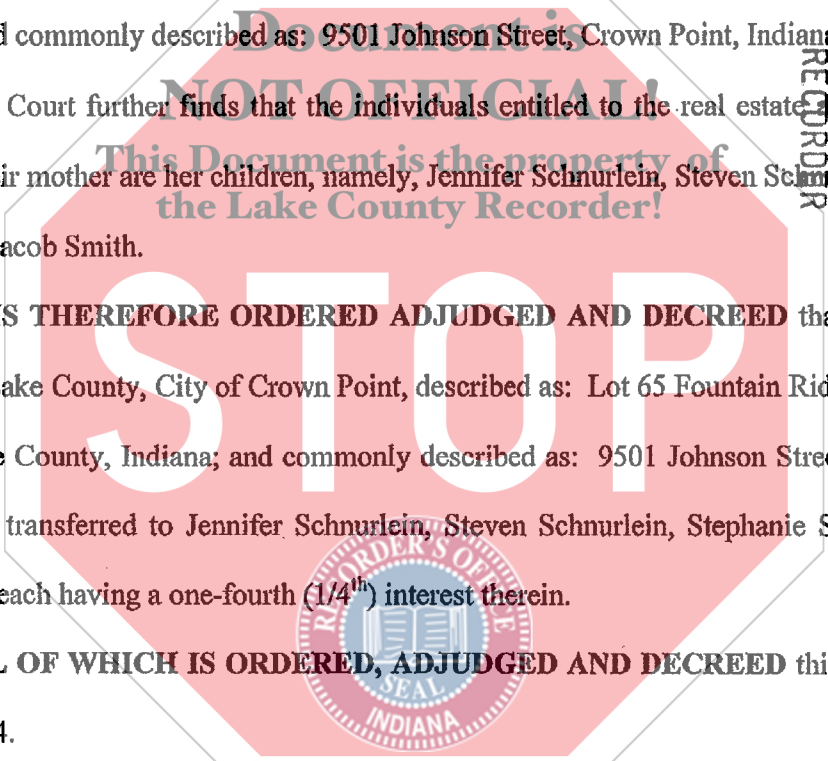 d commonly described as: 9501 Johnson Street, Crown Point, Indiana
Document is
NOT OFFICIAL!
This Document is the property of
the Lake County Recorder!
RECORDER
Court further finds that the individuals entitled to the real estate
ir mother are her children, namely, Jennifer Schnurlein, Steven Schnur
acob Smith.
STOP
S THEREFORE ORDERED ADJUDGED AND DECREED tha
ake County, City of Crown Point, described as: Lot 65 Fountain Rid
e County, Indiana; and commonly described as: 9501 Johnson Stree
transferred to Jennifer Schnurlein, Steven Schnurlein, Stephanie S
each having a one-fourth (1/4th) interest therein.
RECORDER'S OFFICE
SEAL
INDIANA
L OF WHICH IS ORDERED, ADJUDGED AND DECREED thi
4.